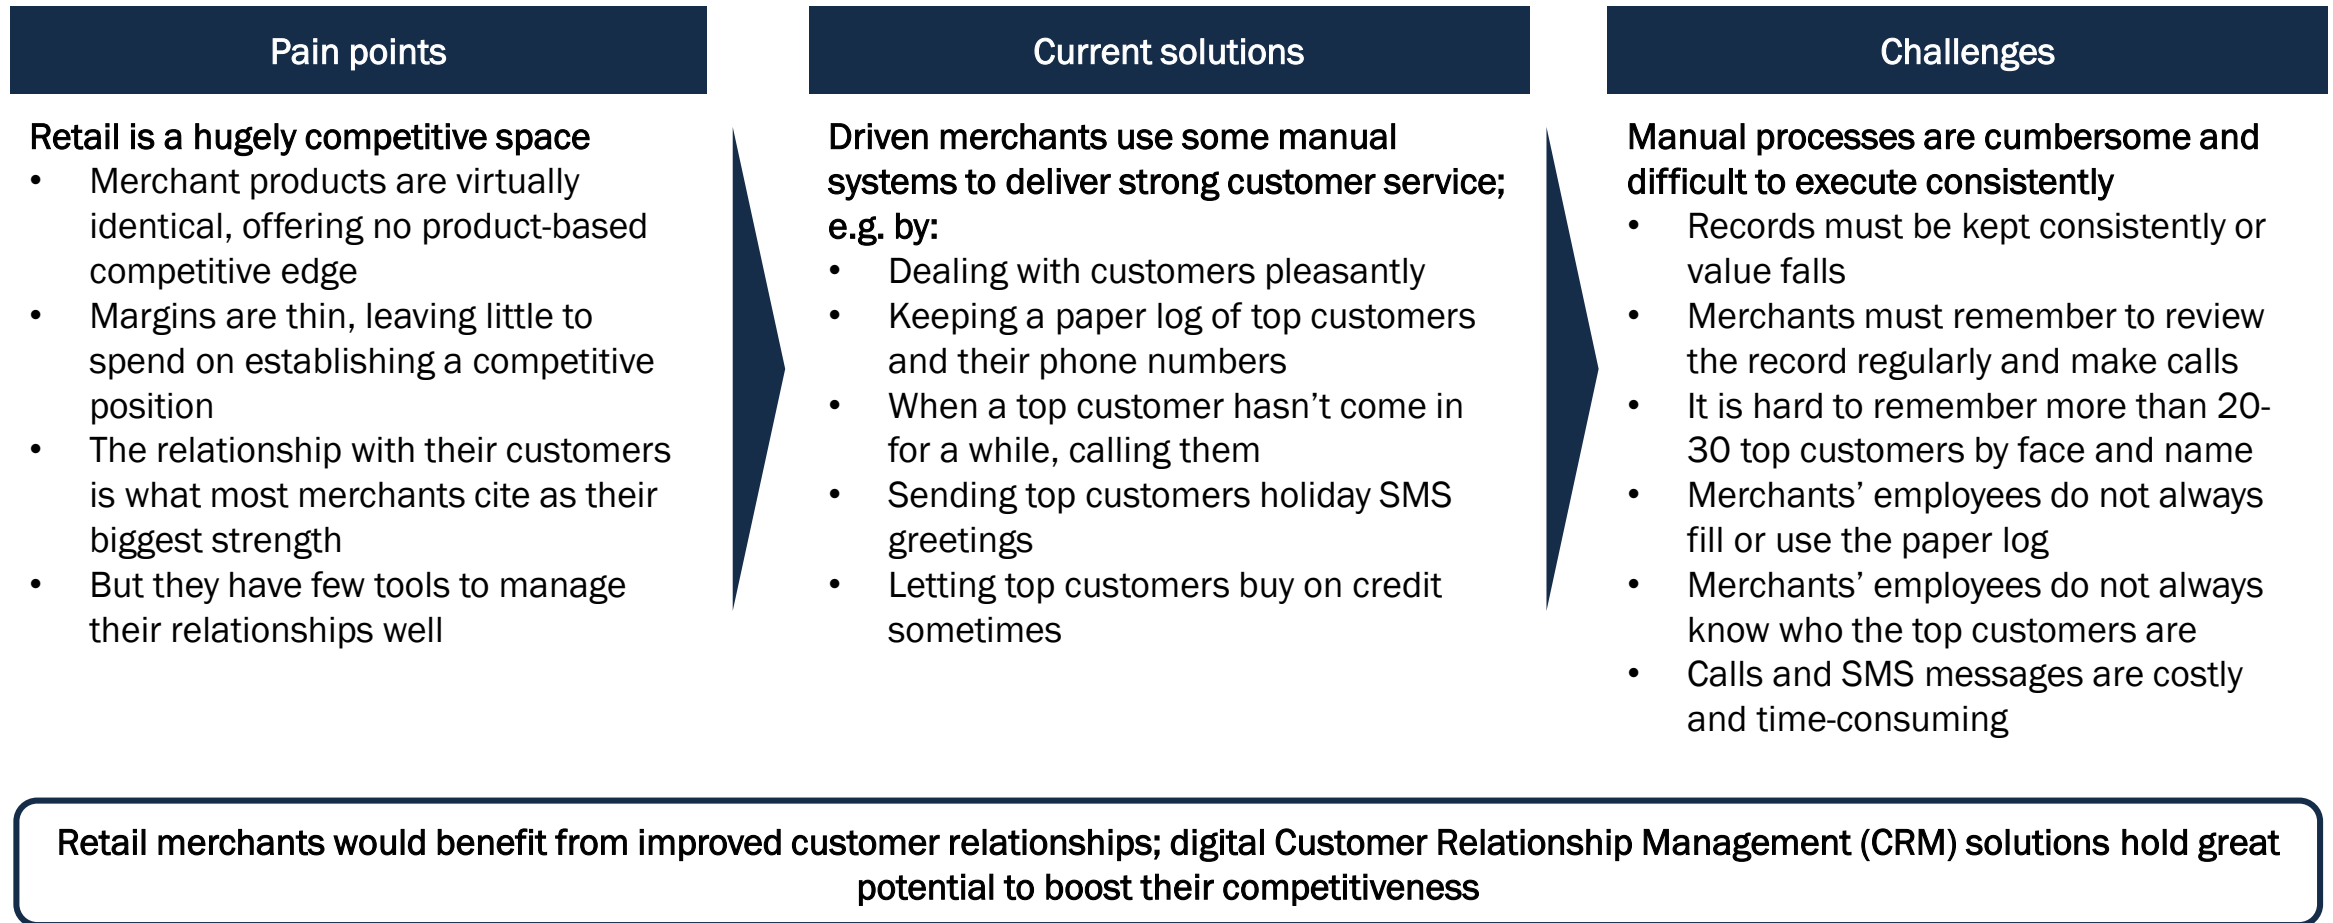 Pain points
Retail is a hugely competitive space
• Merchant products are virtually
identical, offering no product-based
competitive edge
• Margins are thin, leaving little to
spend on establishing a competitive
position
• The relationship with their customers
is what most merchants cite as their
biggest strength
• But they have few tools to manage
their relationships well
Current solutions
Driven merchants use some manual
systems to deliver strong customer service;
e.g. by:
• Dealing with customers pleasantly
• Keeping a paper log of top customers
and their phone numbers
• When a top customer hasn’t come in
for a while, calling them
• Sending top customers holiday SMS
greetings
• Letting top customers buy on credit
sometimes
Challenges
Manual processes are cumbersome and
difficult to execute consistently
• Records must be kept consistently or
value falls
• Merchants must remember to review
the record regularly and make calls
• It is hard to remember more than 20-
30 top customers by face and name
• Merchants’ employees do not always
fill or use the paper log
• Merchants’ employees do not always
know who the top customers are
• Calls and SMS messages are costly
and time-consuming
Retail merchants would benefit from improved customer relationships; digital Customer Relationship Management (CRM) solutions hold great
potential to boost their competitiveness